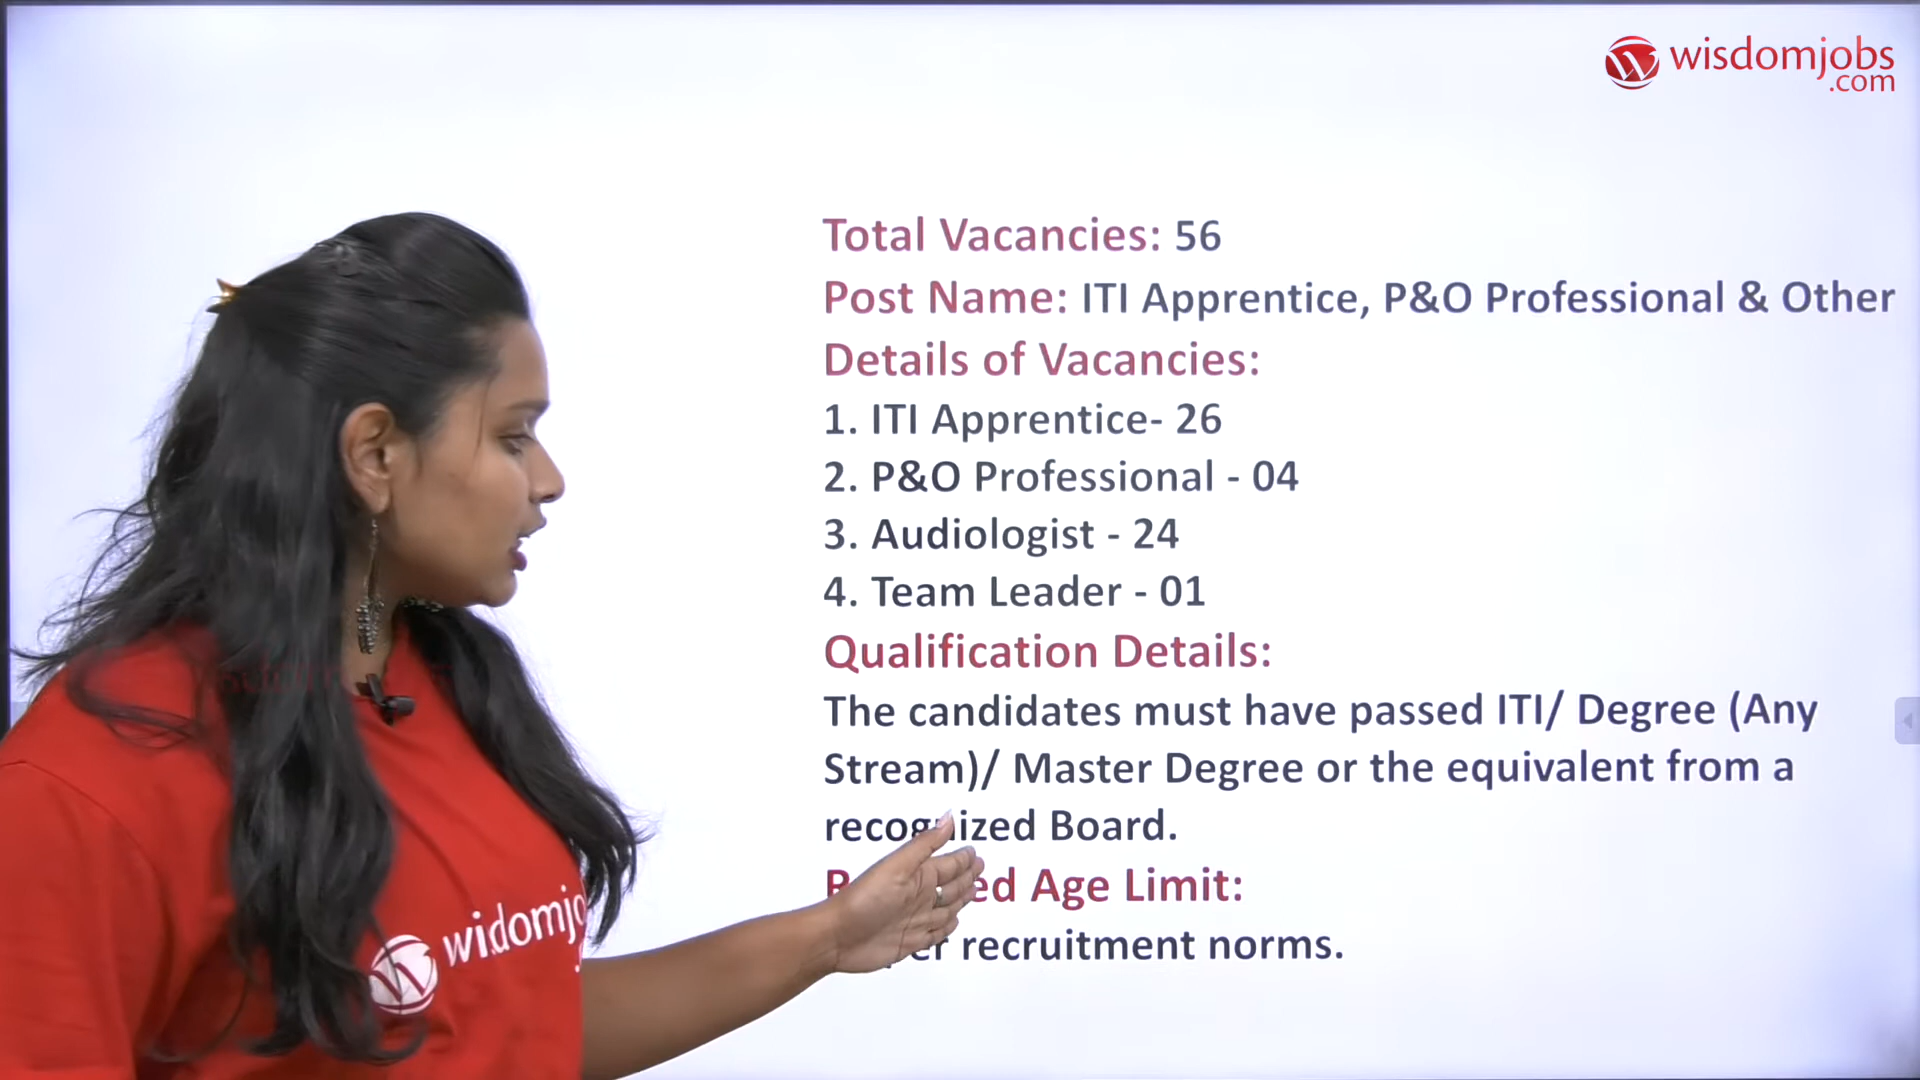 wisdomjobs
.com
Total Vacancies: 56
Post Name: ITI Apprentice, P&O Professional & Other
Details of Vacancies:
1. ITI Apprentice- 26
2. P&O Professional - 04
3. Audiologist - 24
4. Team Leader - 01
Qualification Details:
The candidates must have passed ITI/ Degree (Any
Stream)/ Master Degree or the equivalent from a
recognized Board.
Age Limit:
recruitment norms.
widomjo